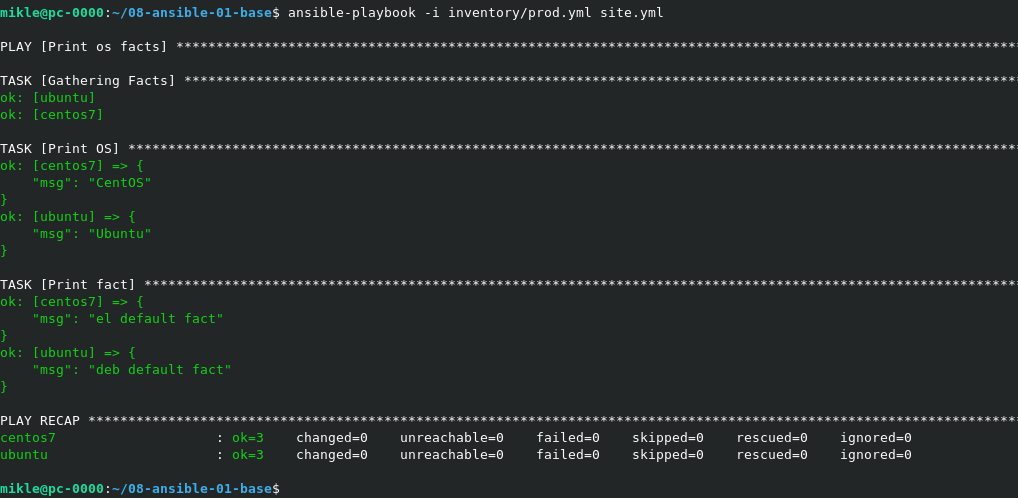 mikle@pc-0000:~/08-ansible-01-base$ ansible-playbook -i inventory/prod.yml site.yml
PLAY [Print os facts] *********************************************************************************************************
TASK [Gathering Facts] ********************************************************************************************************
ok: [ubuntu]
ok: [centos7]
TASK [Print OS] ***************************************************************************************************************
ok: [centos7] => {
    "msg": "CentOS"
}
ok: [ubuntu] => {
    "msg": "Ubuntu"
}
TASK [Print fact] *************************************************************************************************************
ok: [centos7] => {
    "msg": "el default fact"
}
ok: [ubuntu] => {
    "msg": "deb default fact"
}
PLAY RECAP ********************************************************************************************************************
centos7                    : ok=3    changed=0    unreachable=0    failed=0    skipped=0    rescued=0    ignored=0
ubuntu                     : ok=3    changed=0    unreachable=0    failed=0    skipped=0    rescued=0    ignored=0
mikle@pc-0000:~/08-ansible-01-base$